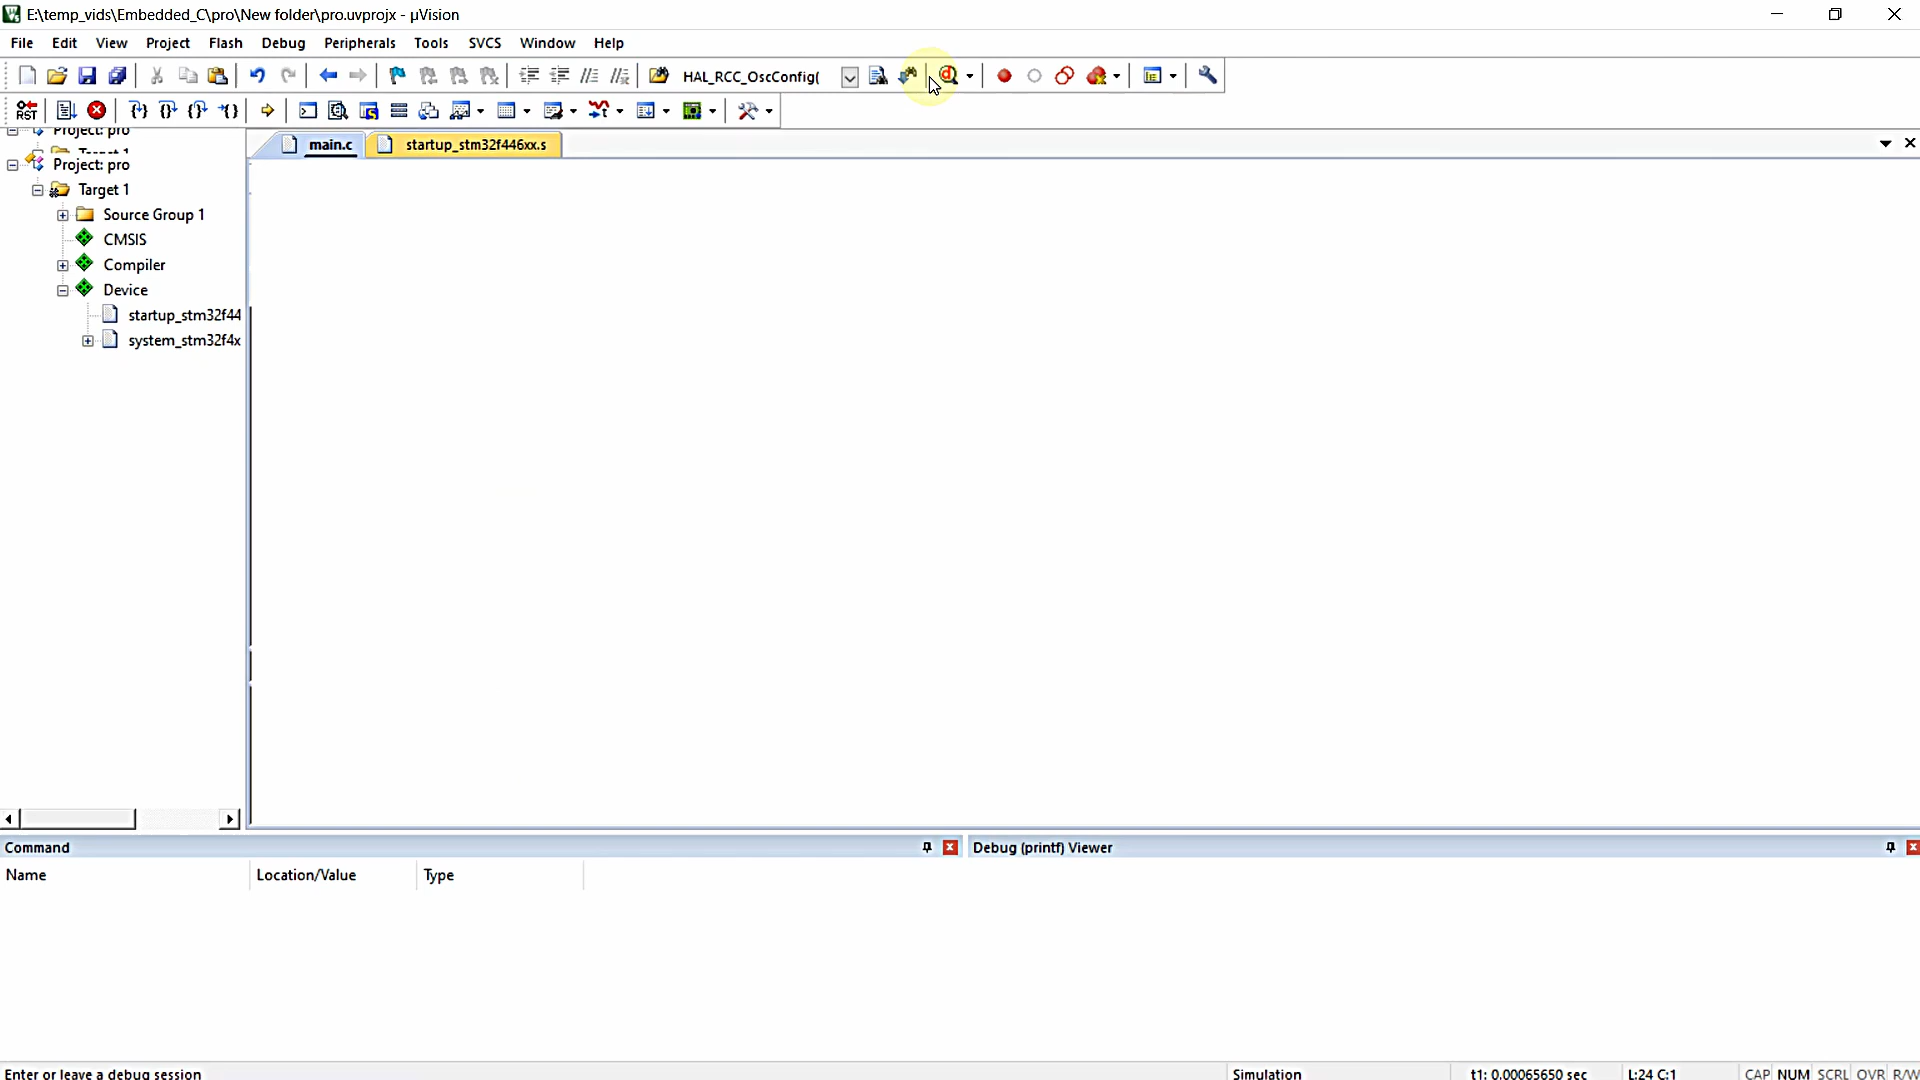 E:\temp_vids\Embedded_C\pro\New folder\pro.uvprojx - µVision
File Edit View Project Flash Debug Peripherals Tools SVCS Window Help
HAL_RCC_OscConfig(
RST
Project: pro
main.c
startup_stm32f446xx.s
Project: pro
Target 1
Source Group 1
CMSIS
Compiler
Device
startup_stm32f44
system_stm32f4x
Command
Debug (printf) Viewer
Name Location/Value Type
Enter or leave a debug session
Simulation
t1: 0.00065650 sec
L:24 C:1
CAP NUM SCRL OVR R/W